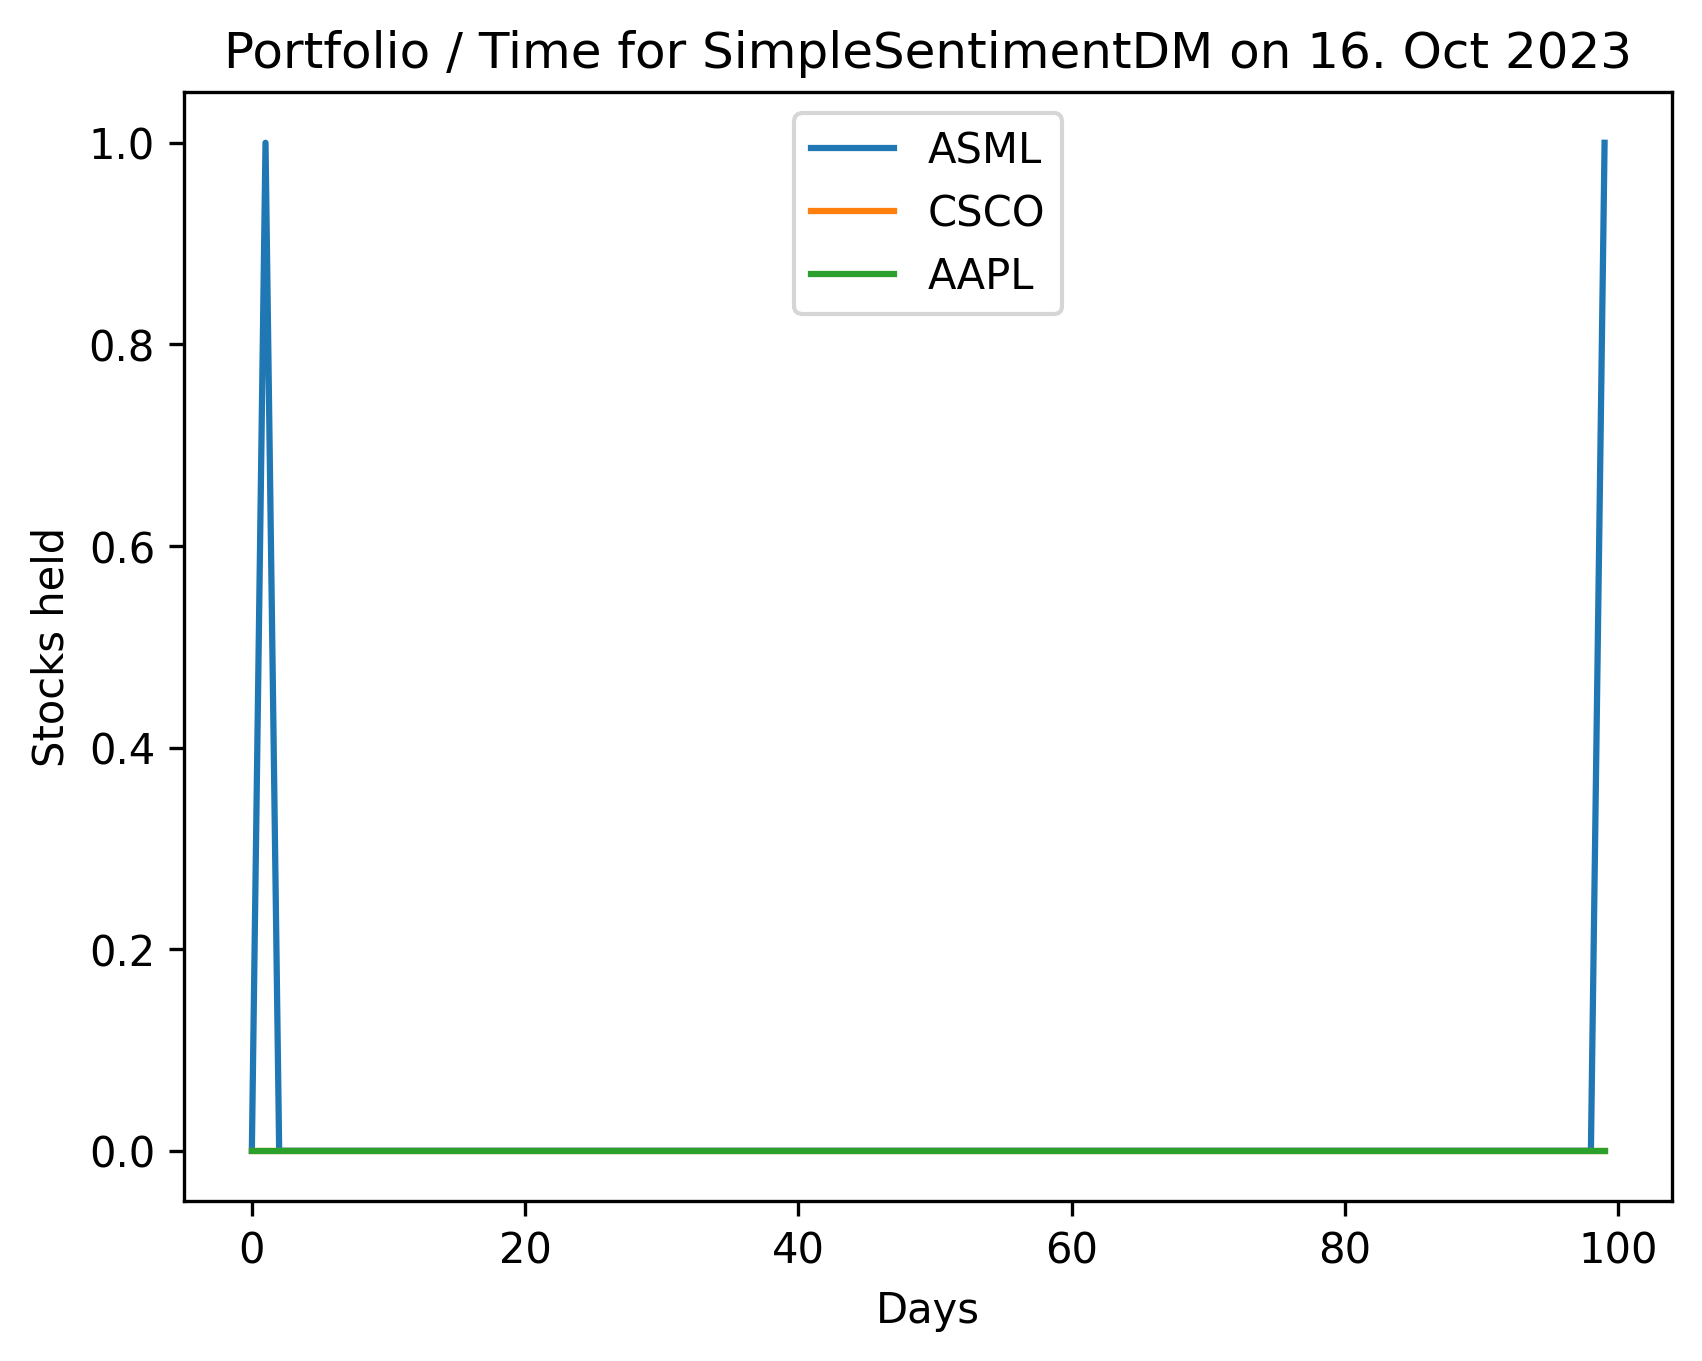 Portfolio / Time for SimpleSentimentDM on 16. Oct 2023
ASML
CSCO
AAPL
1.0
0.8
0.6
0.4
0.2
0.0
Stocks held
0 20 40 60 80 100
Days